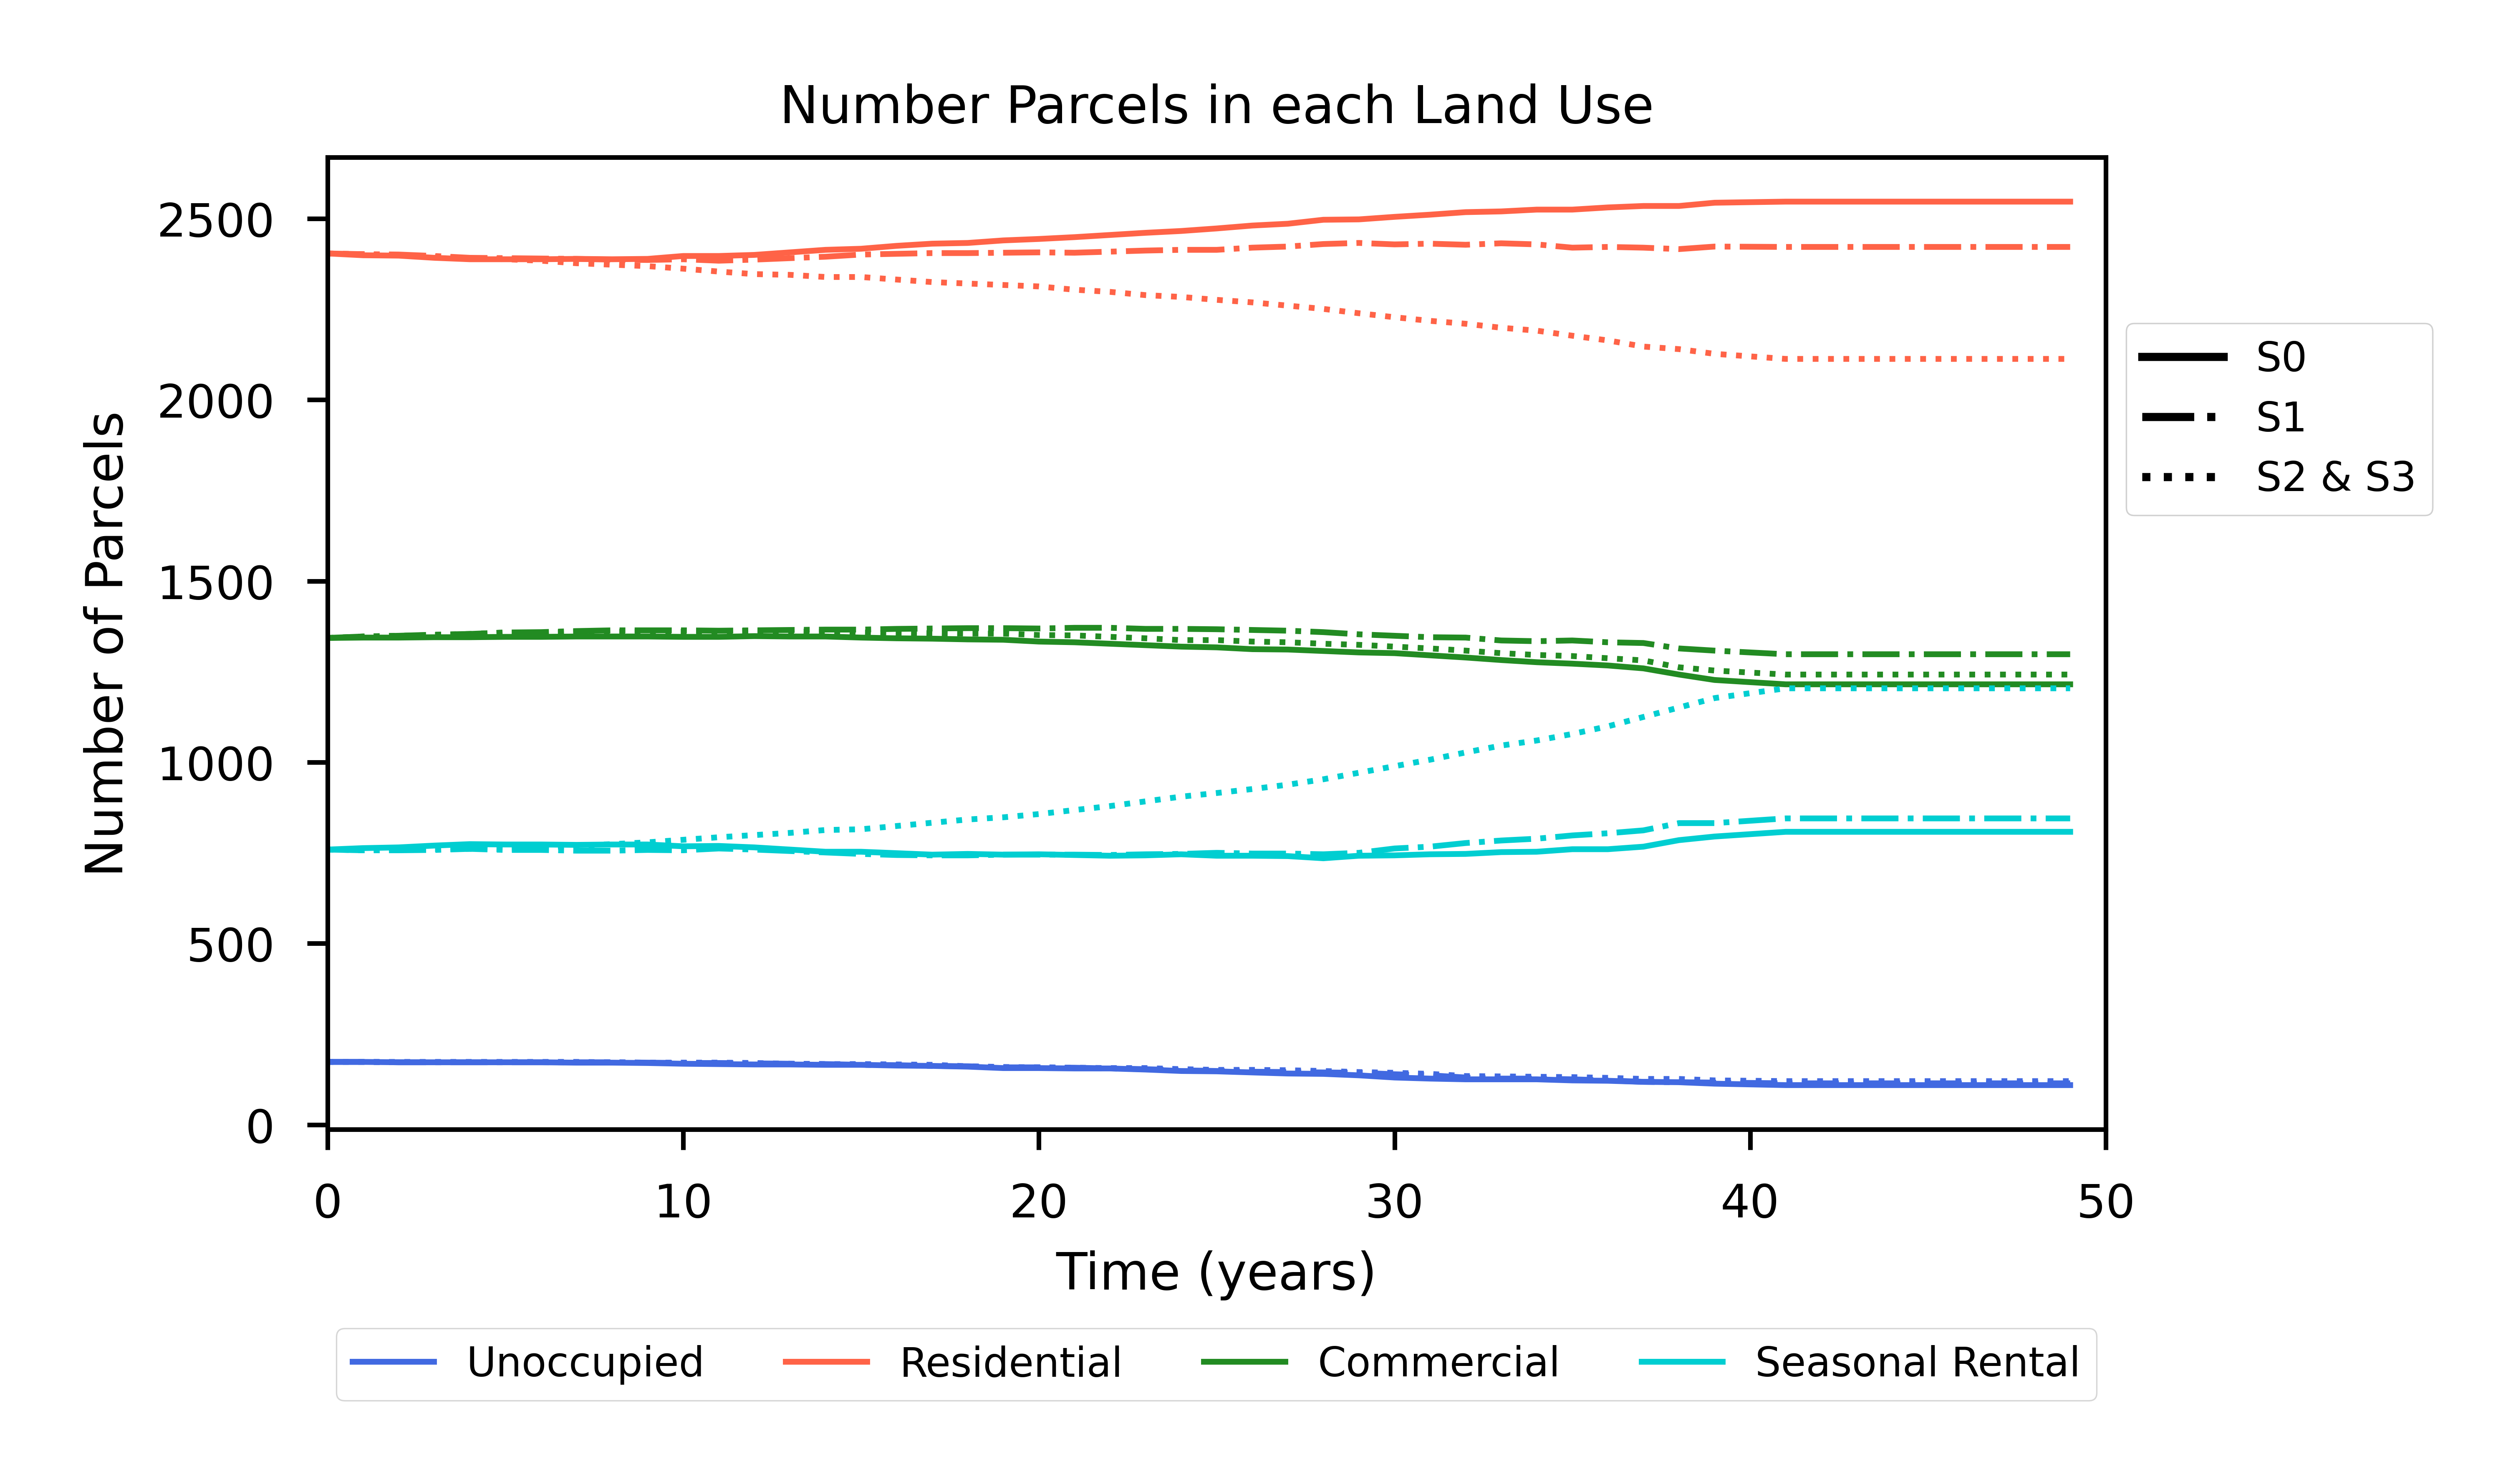 Number Parcels in each Land Use
Number of Parcels
2500
2000
1500
1000
500
0
0 10 20 30 40 50
Time (years)
S0
S1
S2 & S3
Unoccupied Residential Commercial Seasonal Rental